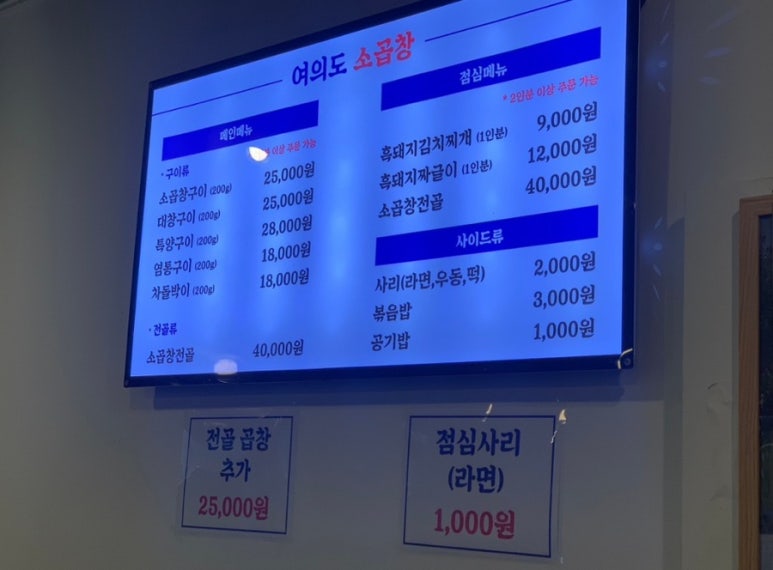 여의도 소곱창
메인메뉴
이상 주문 가능
· 구이류
소곱창구이 (200g) 25,000원
대창구이 (200g) 25,000원
특양구이 (200g) 28,000원
염통구이 (200g) 18,000원
차돌박이 (200g) 18,000원
· 전골류
소곱창전골 40,000원
점심메뉴
* 2인분 이상 주문 가능
흑돼지김치찌개 (1인분) 9,000원
흑돼지짜글이 (1인분) 12,000원
소곱창전골 40,000원
사이드류
사리(라면,우동,떡) 2,000원
볶음밥 3,000원
공기밥 1,000원
전골 곱창
추가
25,000원
점심사리
(라면)
1,000원